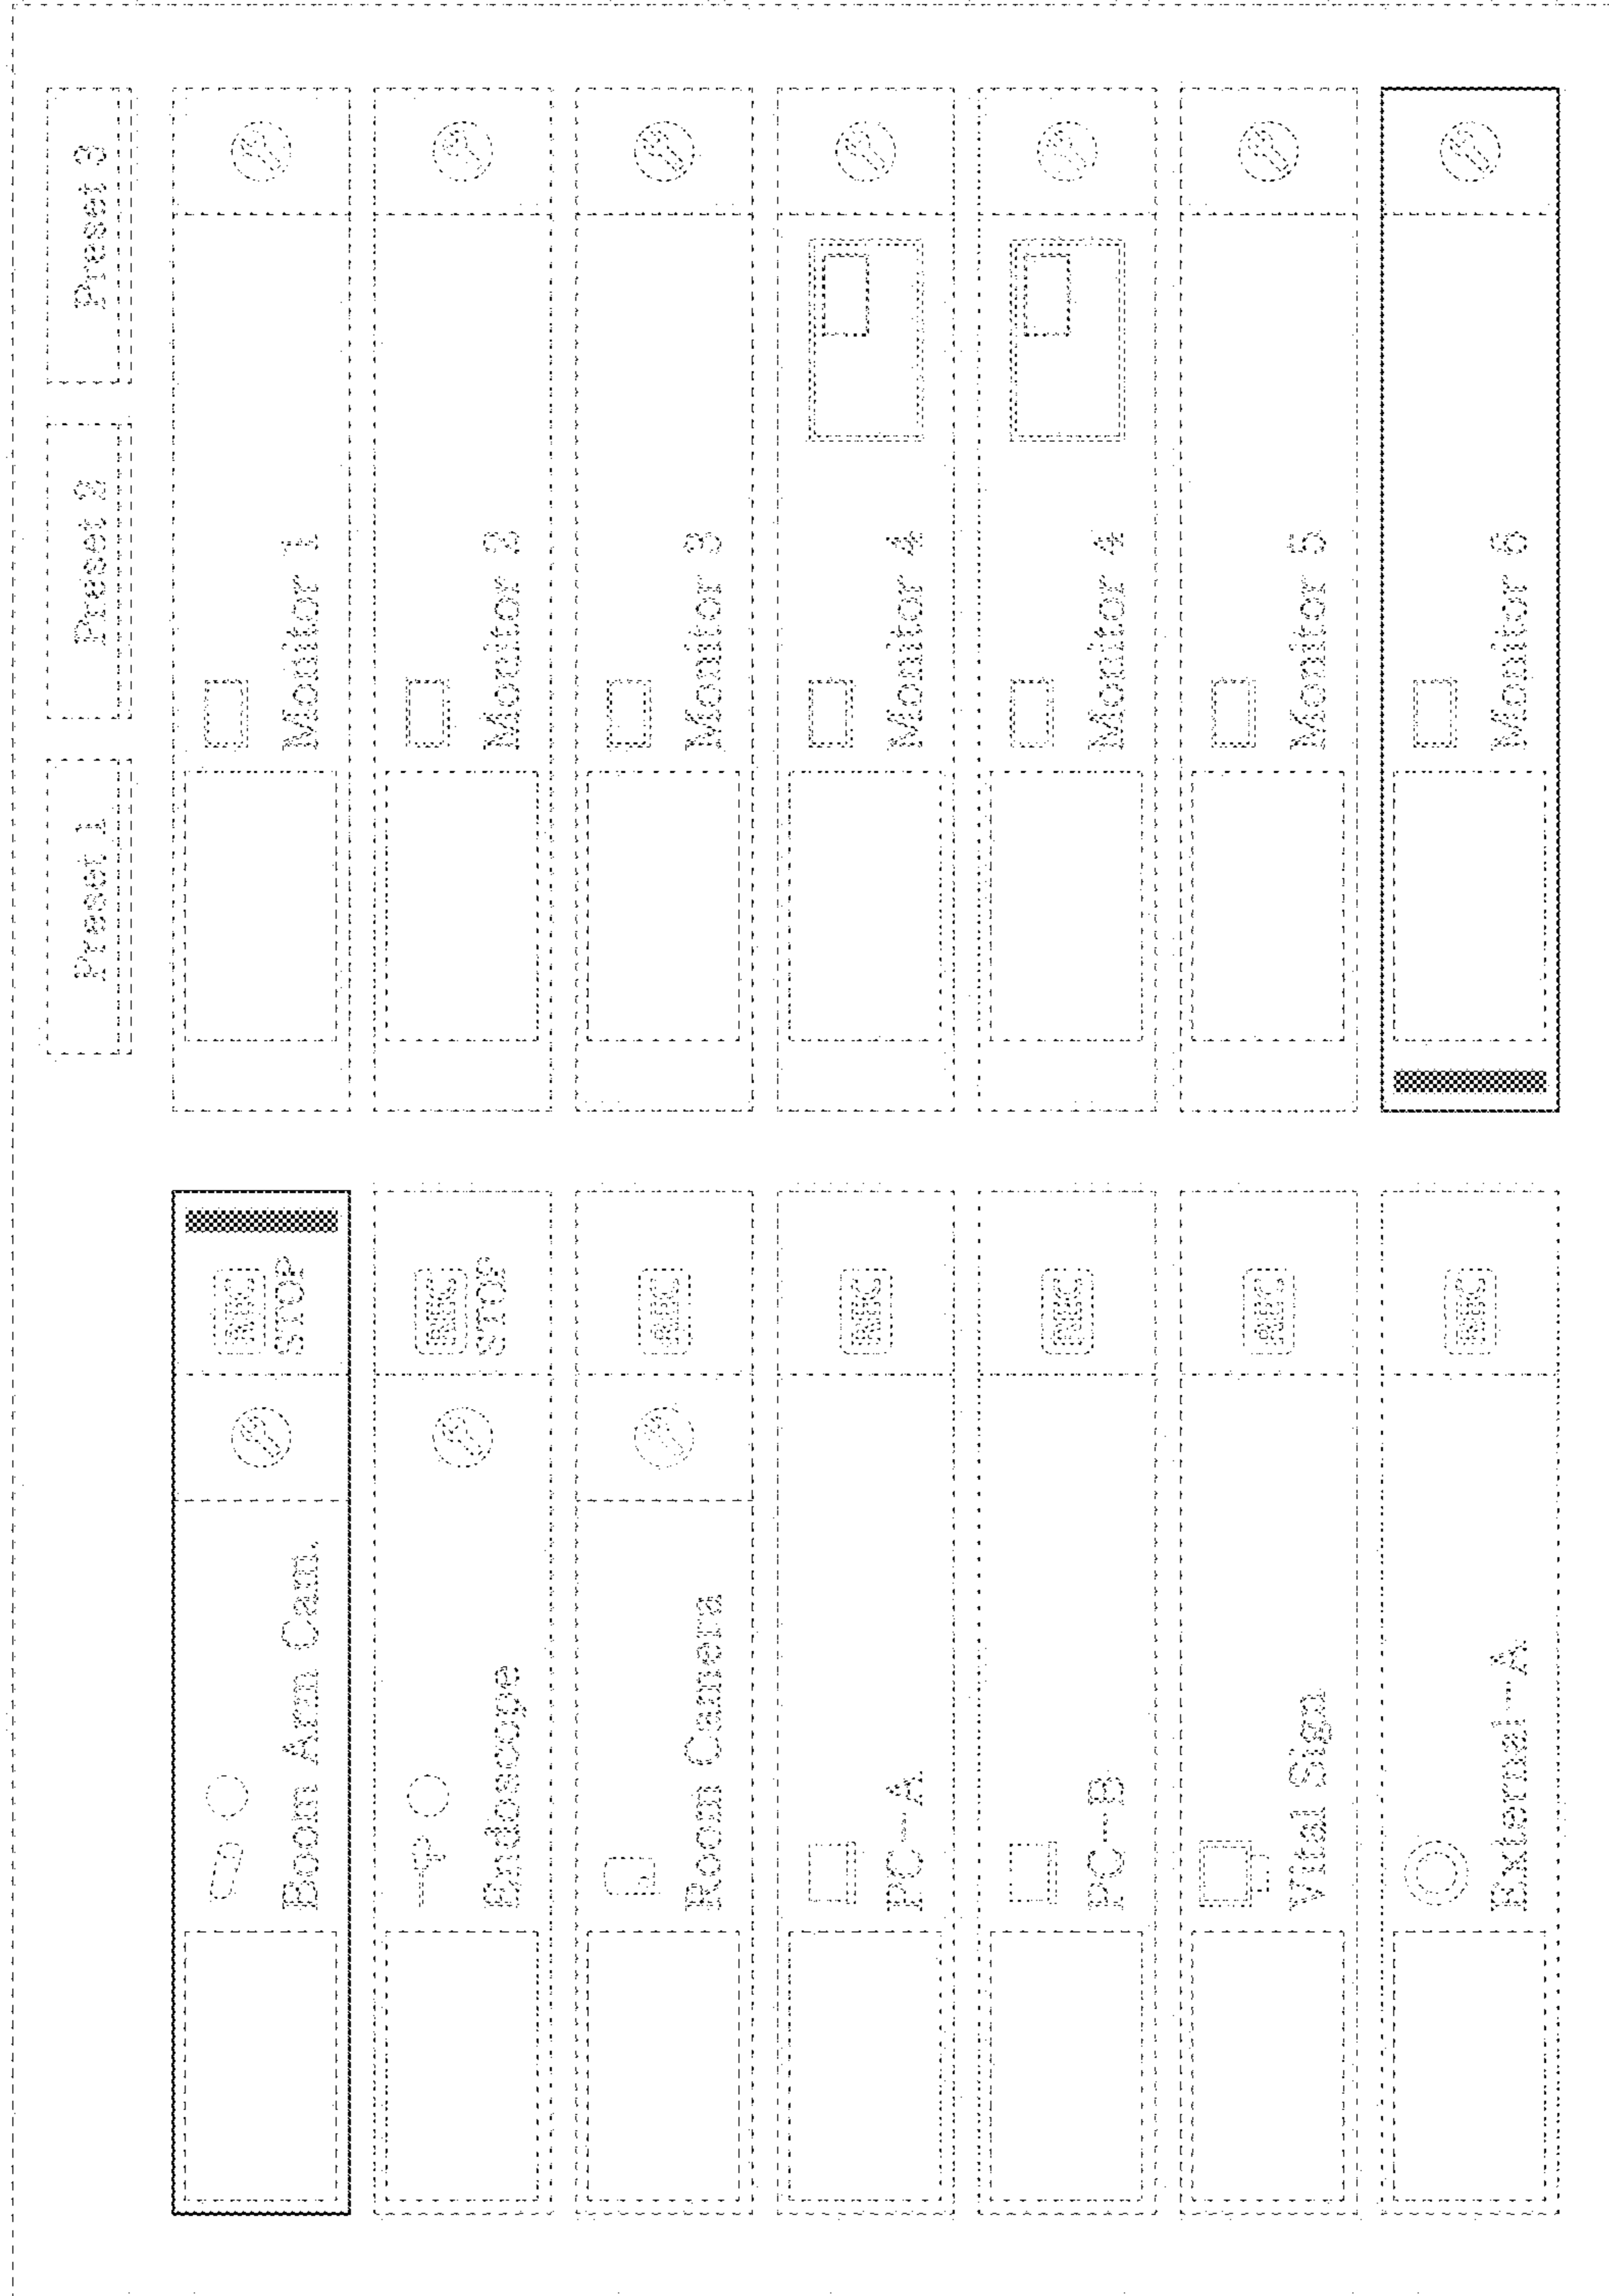 Preset 1
Preset 2
Preset 3
Boom Arm Cam.
REC
STOP
Endoscope
REC
STOP
Room Camera
REC
PC-A
REC
PC-B
REC
Vital Sign
REC
External-A
REC
Monitor 1
Monitor 2
Monitor 3
Monitor 4
Monitor 4
Monitor 5
Monitor 6